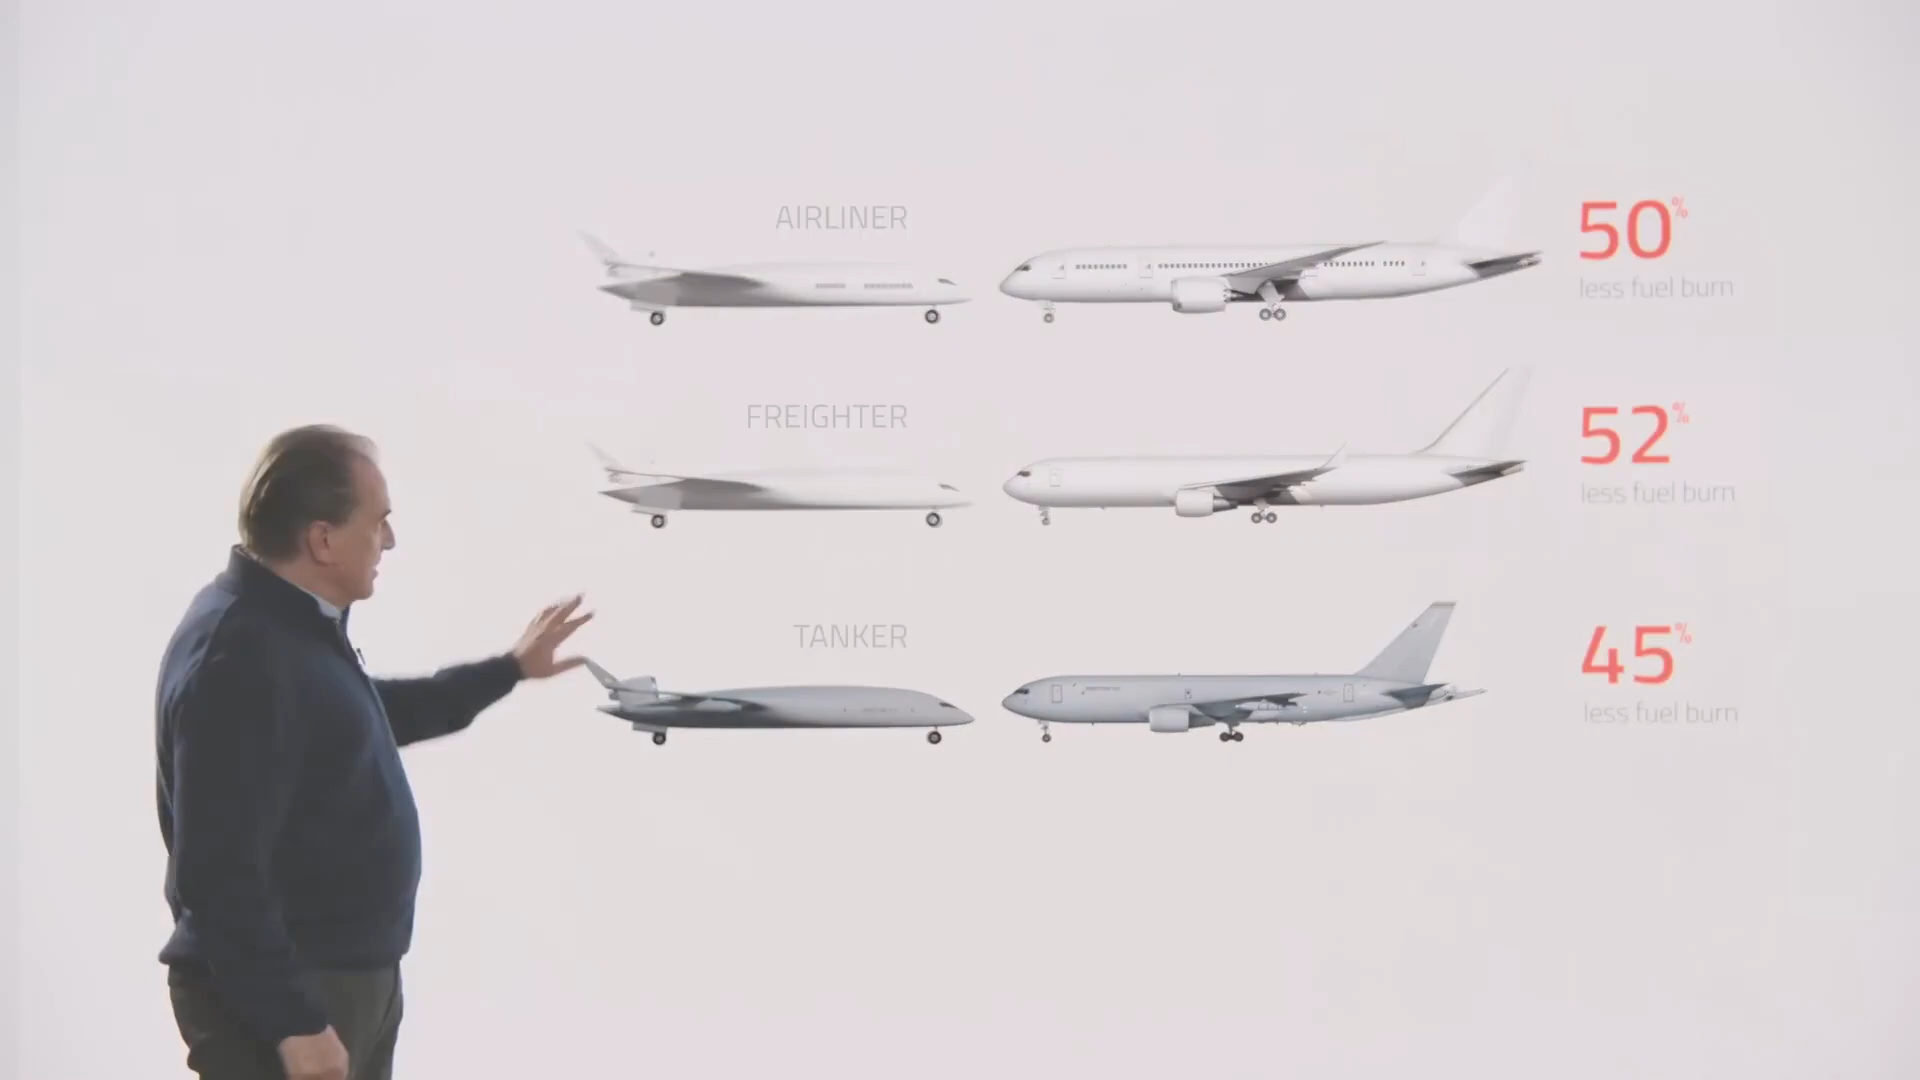 AIRLINER
50%
less fuel burn
FREIGHTER
52%
less fuel burn
TANKER
45%
less fuel burn